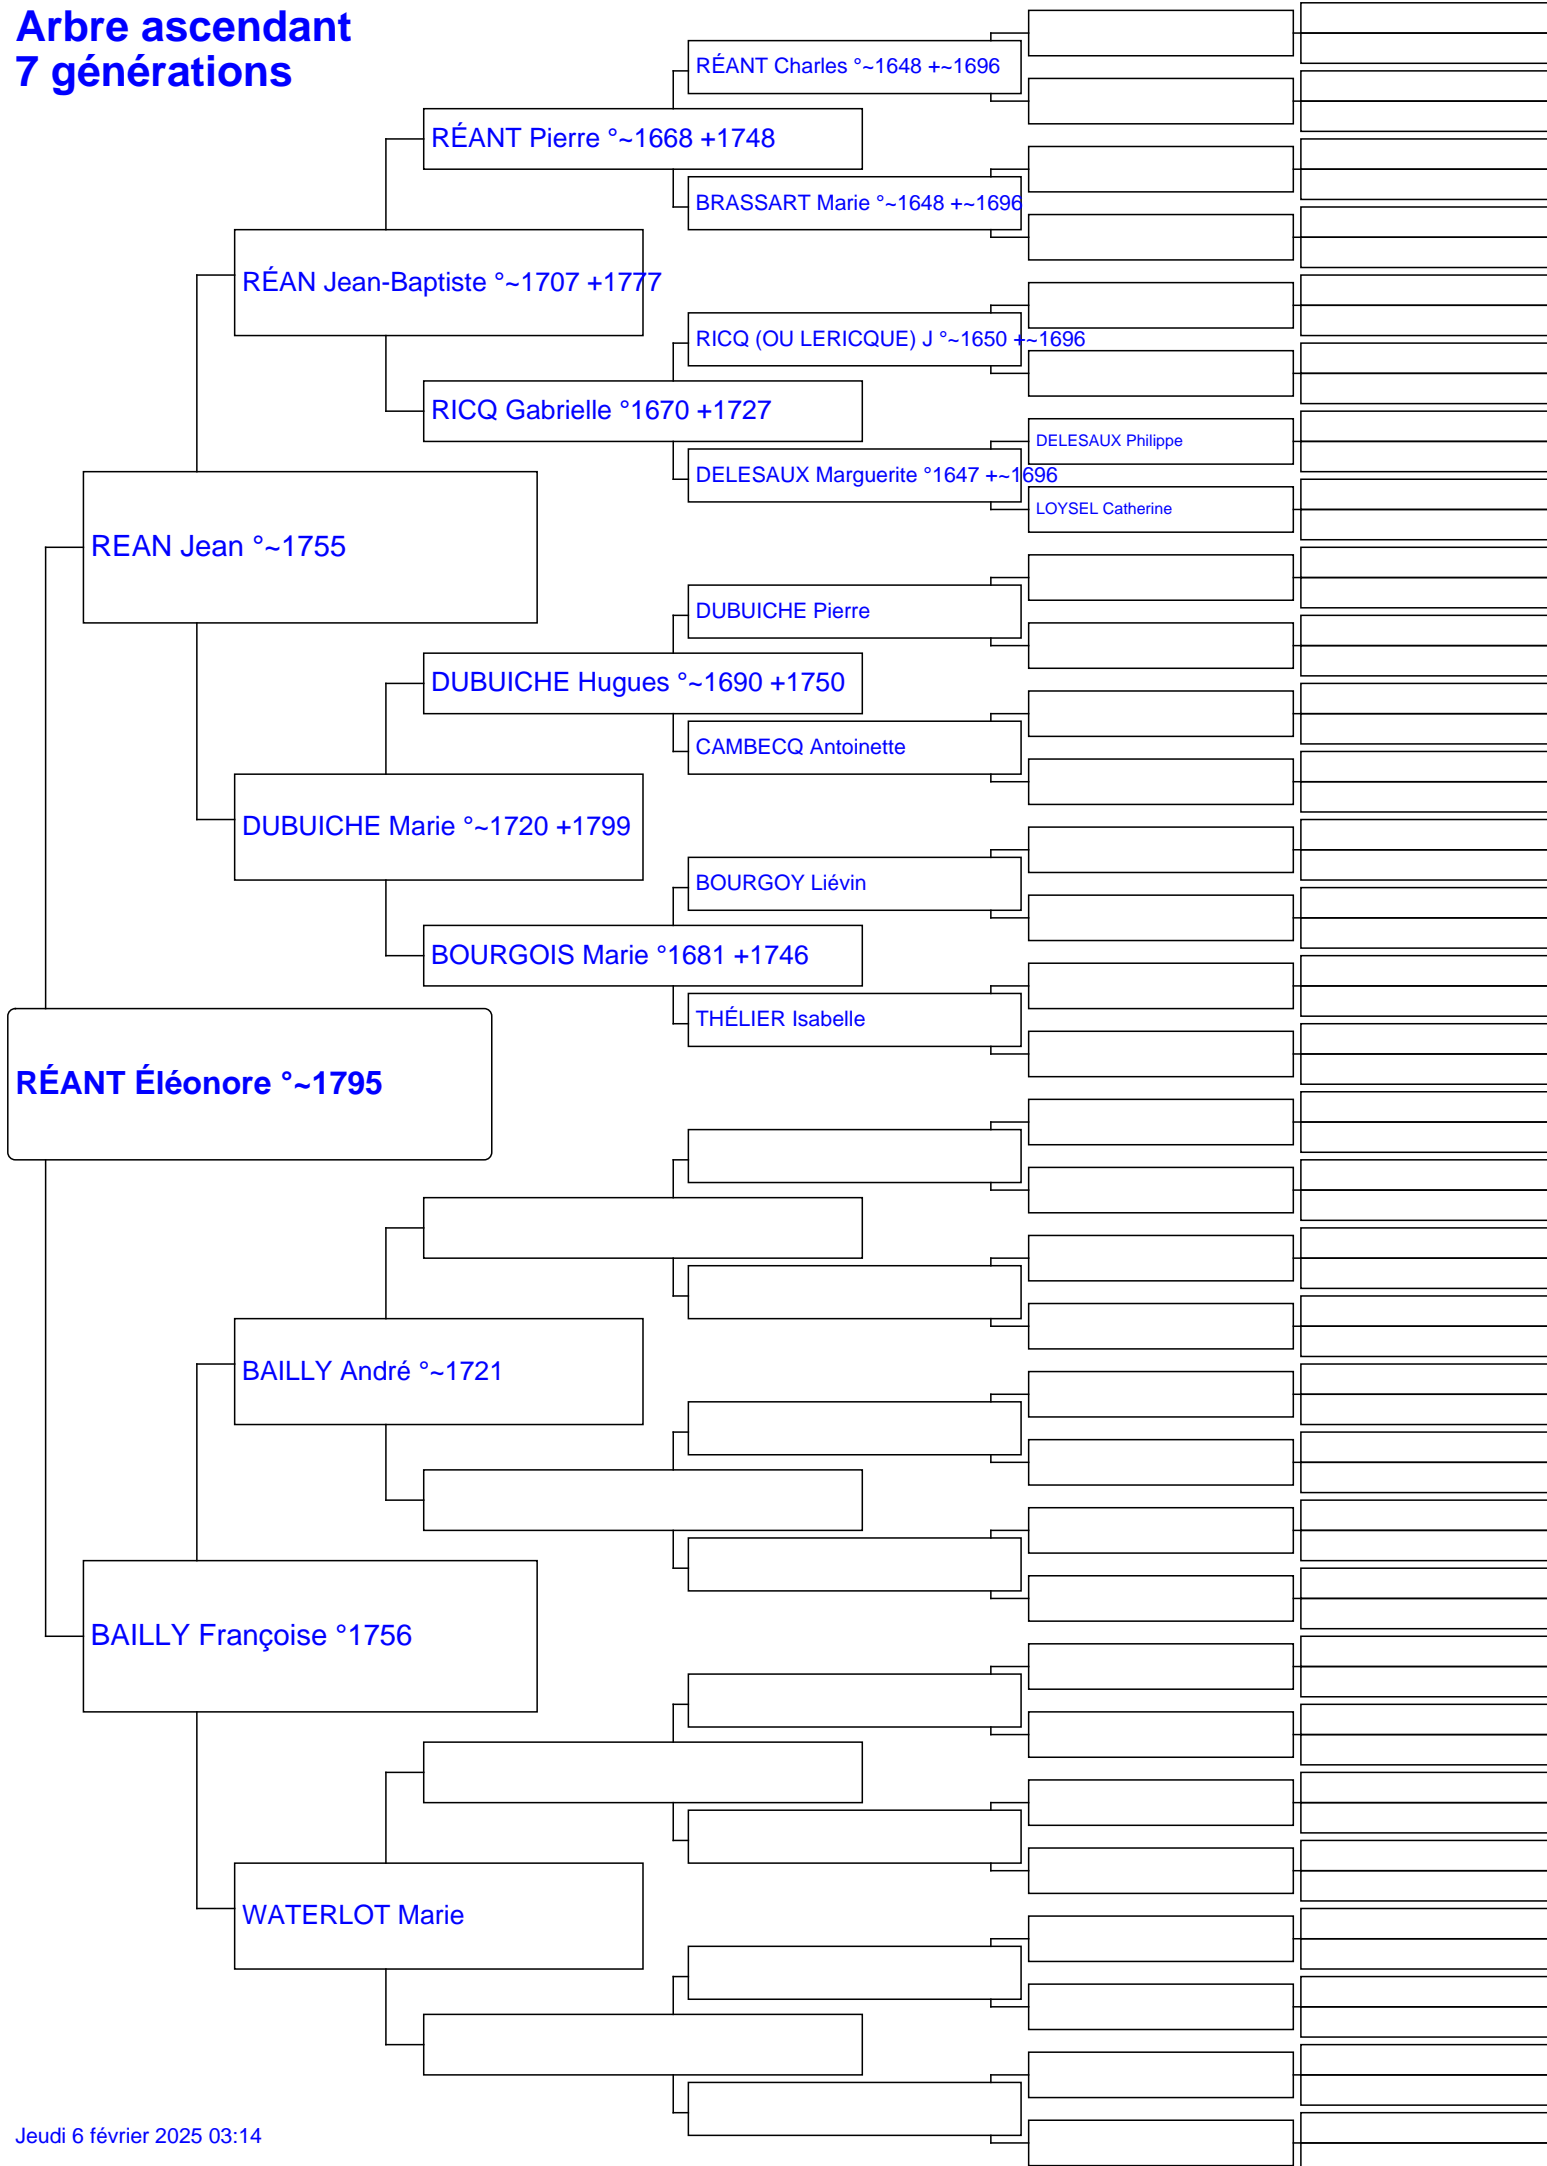 Arbre ascendant
7 générations
RÉANT Charles °~1648 +~1696
RÉANT Pierre °~1668 +1748
BRASSART Marie °~1648 +~1696
RÉAN Jean-Baptiste °~1707 +1777
RICQ (OU LERICQUE) J °~1650 +~1696
RICQ Gabrielle °1670 +1727
DELESAUX Philippe
DELESAUX Marguerite °1647 +~1696
LOYSEL Catherine
REAN Jean °~1755
DUBUICHE Pierre
DUBUICHE Hugues °~1690 +1750
CAMBECQ Antoinette
DUBUICHE Marie °~1720 +1799
BOURGOY Liévin
BOURGOIS Marie °1681 +1746
THÉLIER Isabelle
RÉANT Éléonore °~1795
BAILLY André °~1721
BAILLY Françoise °1756
WATERLOT Marie
Jeudi 6 février 2025 03:14